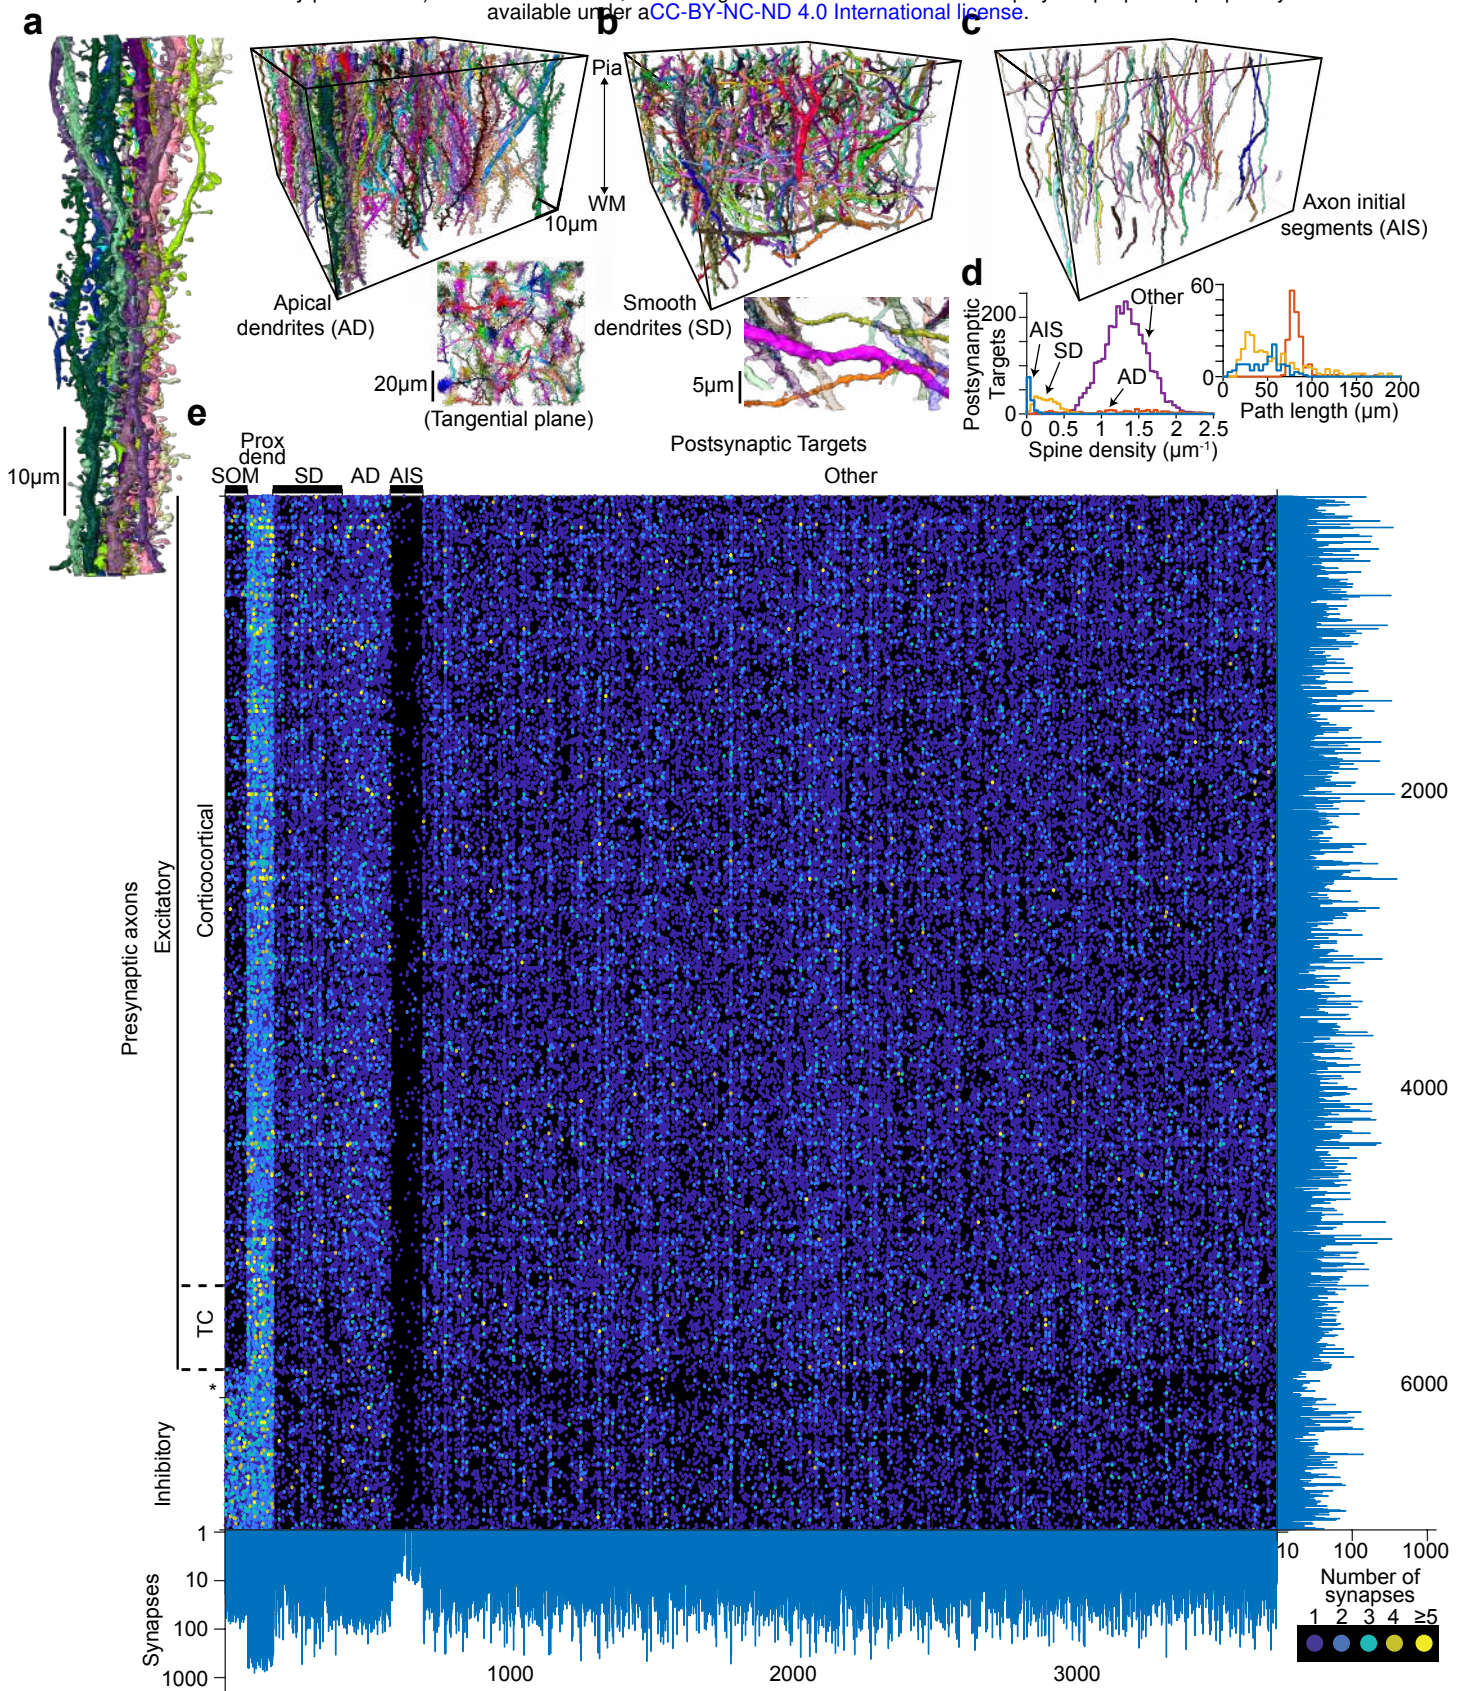 available under aCC-BY-NC-ND 4.0 International license.
a
b
c
Pia
WM
10µm
Apical
dendrites (AD)
20µm
(Tangential plane)
Smooth
dendrites (SD)
5µm
Axon initial
segments (AIS)
10µm
d
Postsynanptic
Targets
200
100
0
AIS
SD
Other
AD
0 0.5 1 1.5 2 2.5
Spine density (µm-1)
60
0
0 50 100 150 200
Path length (µm)
e
Postsynaptic Targets
Prox
dend
SOM SD AD AIS Other
Presynaptic axons
Excitatory
Corticocortical
TC
*
Inhibitory
2000
4000
6000
10 100 1000
Number of
synapses
1 2 3 4 ≥5
Synapses
1
10
100
1000
1000 2000 3000